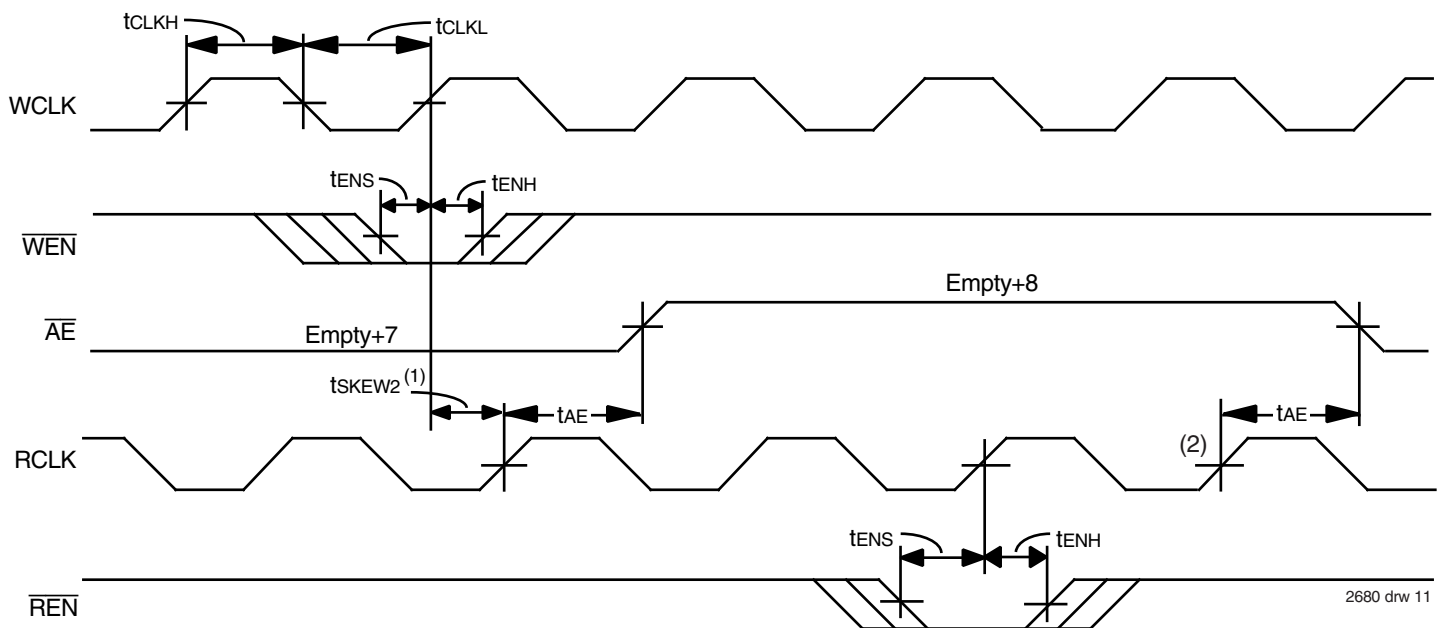 tCLKH tCLKL
WCLK
tENS tENH
WEN
Empty+8
AE
Empty+7
tSKEW2 (1)
tAE tAE
RCLK
(2)
tENS tENH
REN
2680 drw 11